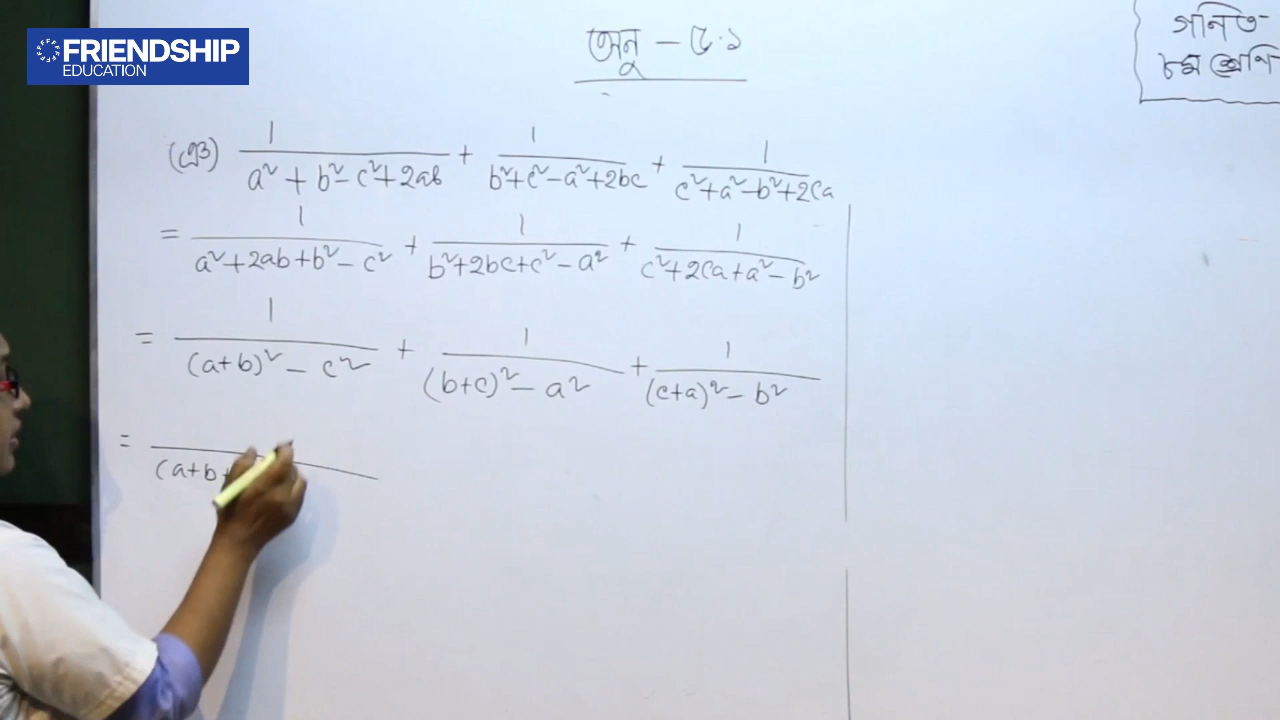 FRIENDSHIP
EDUCATION
অনু – ৫.১
গনিত
৮ম শ্রেণি
(ঞ) 1/(a² + b² - c² + 2ab) + 1/(b² + c² - a² + 2bc) + 1/(c² + a² - b² + 2ca)
= 1/(a² + 2ab + b² - c²) + 1/(b² + 2bc + c² - a²) + 1/(c² + 2ca + a² - b²)
= 1/((a+b)² - c²) + 1/((b+c)² - a²) + 1/((c+a)² - b²)
= (a+b+